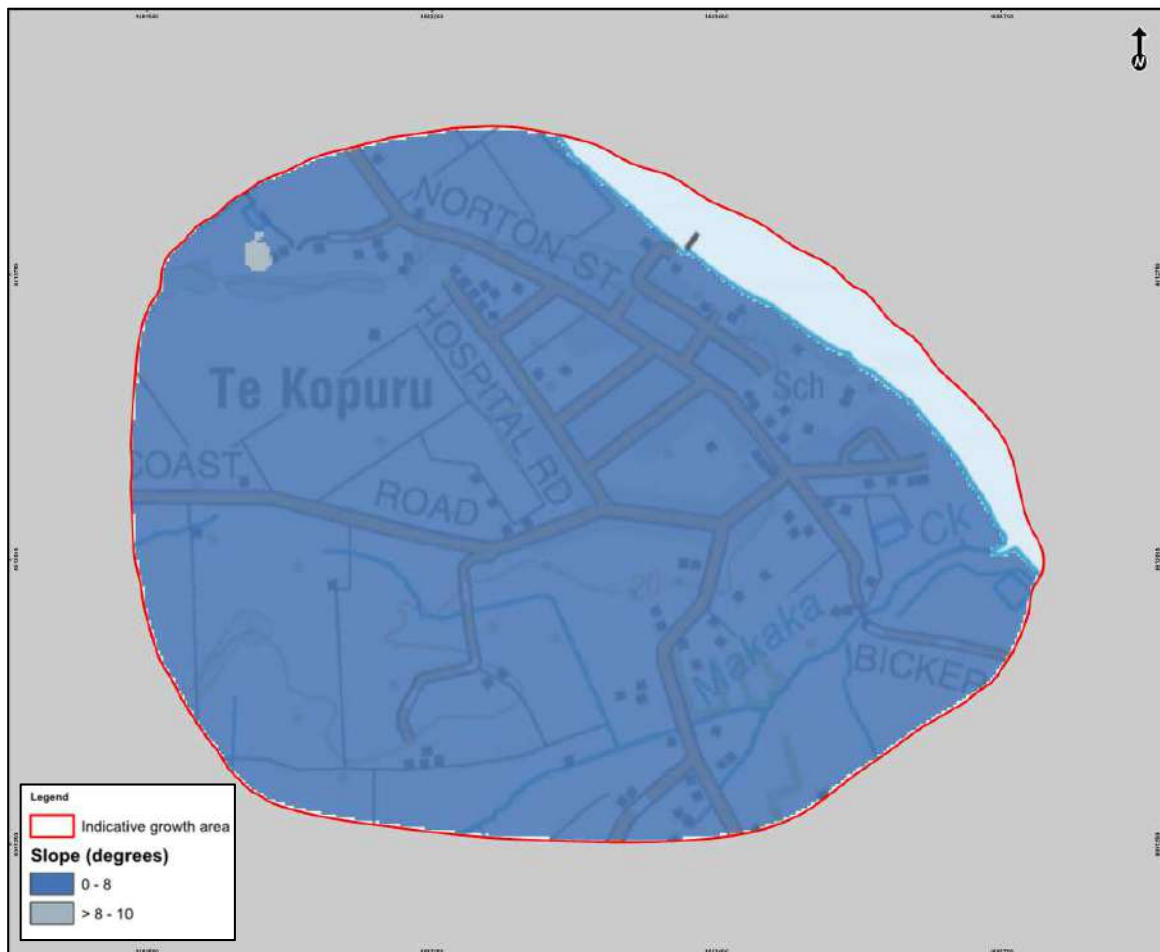 N
NORTON ST
HOSPITAL RD
Te Kopuru
Sch
COAST
ROAD
Ck
20
Makaka
BICKER
Legend
Indicative growth area
Slope (degrees)
0 - 8
> 8 - 10